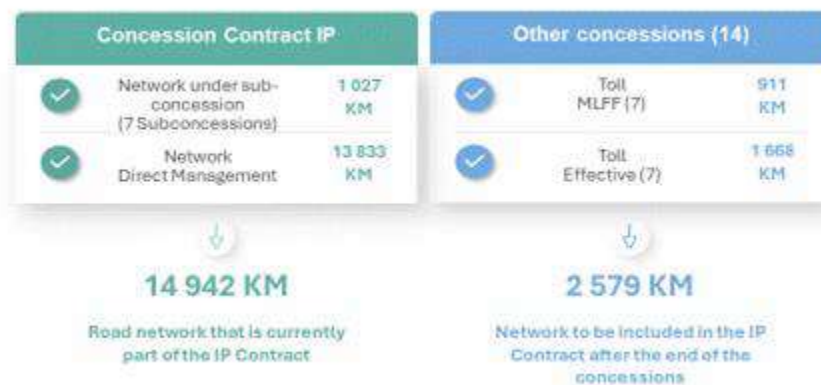 Concession Contract IP
Network under sub-
concession
(7 Subconcessions)
1 027
KM
Network
Direct Management
13 833
KM
14 942 KM
Road network that is currently
part of the IP Contract
Other concessions (14)
Toll
MLFF (7)
911
KM
Toll
Effective (7)
1 668
KM
2 579 KM
Network to be included in the IP
Contract after the end of the
concessions